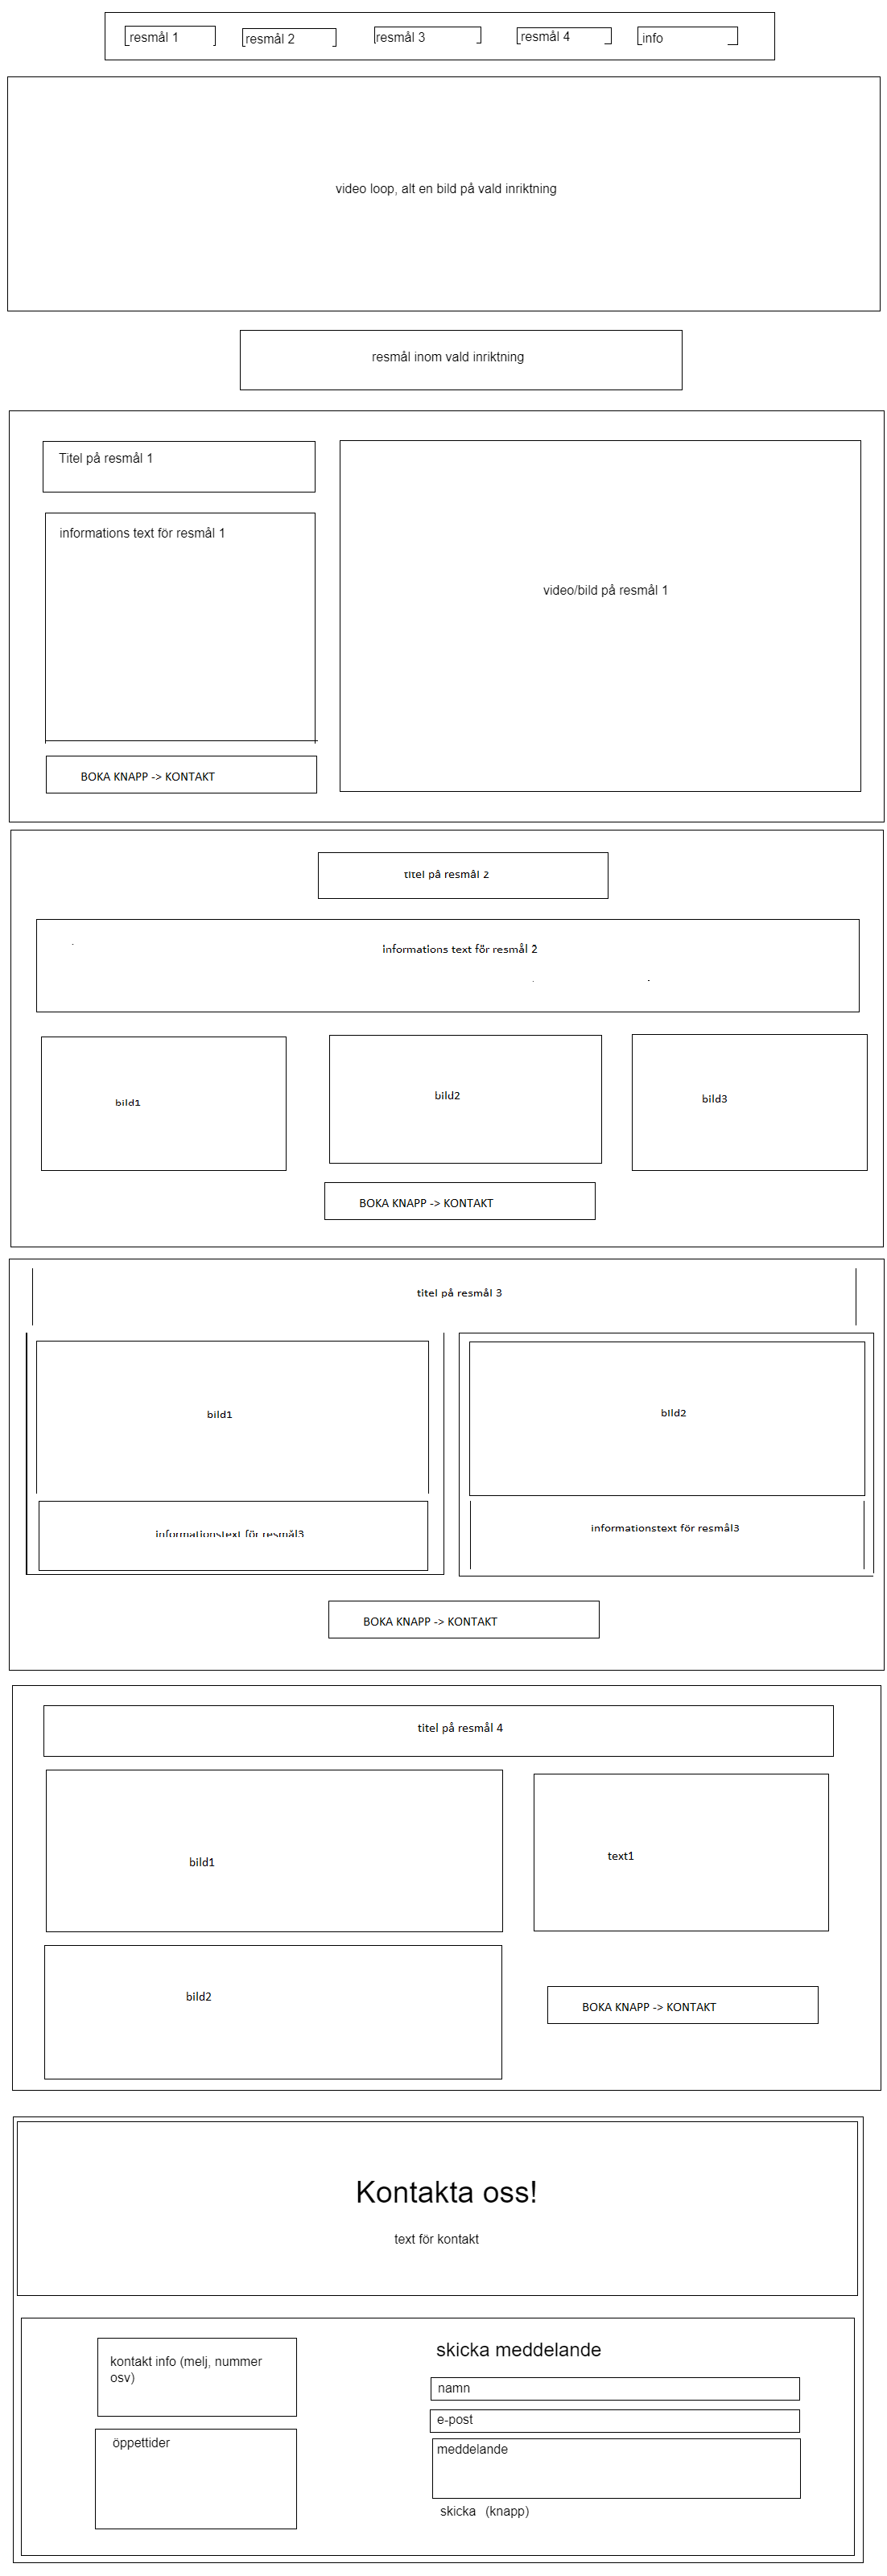 resmål 1
resmål 2
resmål 3
resmål 4
info
video loop, alt en bild på vald inriktning
resmål inom vald inriktning
Titel på resmål 1
informations text för resmål 1
video/bild på resmål 1
BOKA KNAPP -> KONTAKT
titel på resmål 2
informations text för resmål 2
bild1
bild2
bild3
BOKA KNAPP -> KONTAKT
titel på resmål 3
bild1
bild2
informationstext för resmål3
informationstext för resmål3
BOKA KNAPP -> KONTAKT
titel på resmål 4
bild1
text1
bild2
BOKA KNAPP -> KONTAKT
Kontakta oss!
text för kontakt
kontakt info (melj, nummer
osv)
öppettider
skicka meddelande
namn
e-post
meddelande
skicka (knapp)